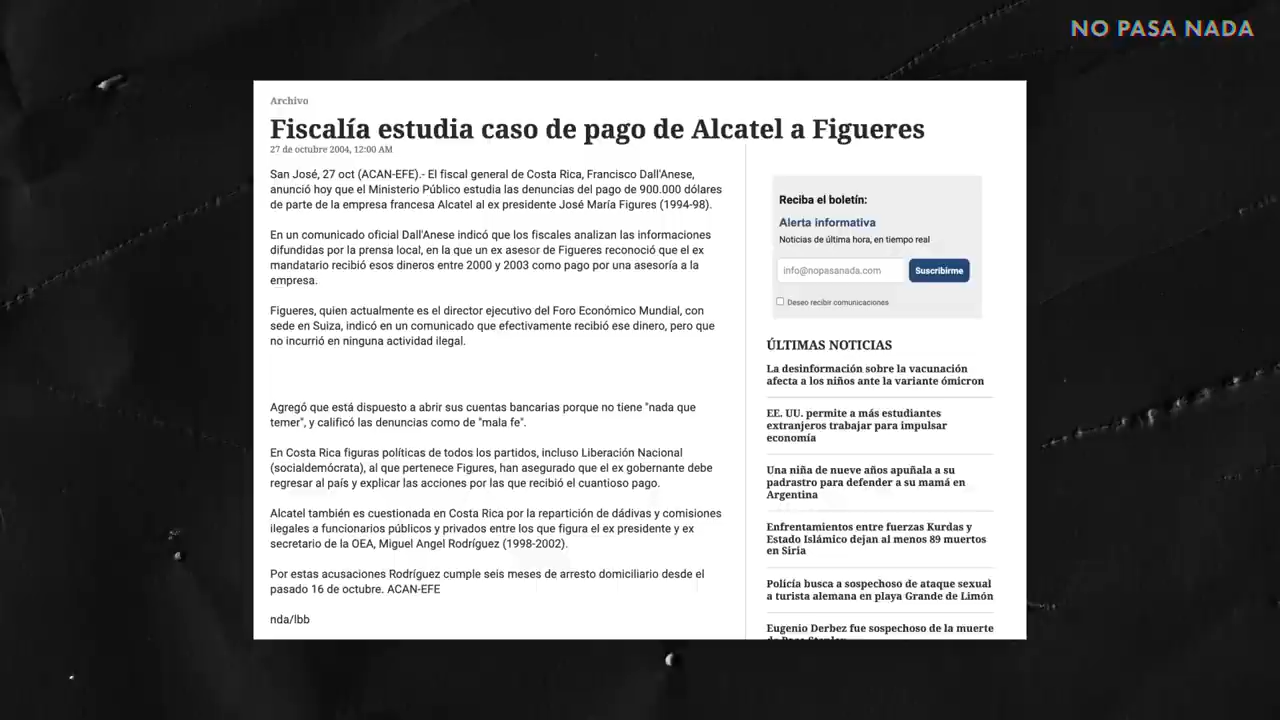 NO PASA NADA
Archivo
Fiscalía estudia caso de pago de Alcatel a Figueres
27 de octubre 2004, 12:00 AM
San José, 27 oct (ACAN-EFE).- El fiscal general de Costa Rica, Francisco Dall'Anese,
anunció hoy que el Ministerio Público estudia las denuncias del pago de 900.000 dólares
de parte de la empresa francesa Alcatel al ex presidente José María Figures (1994-98).
En un comunicado oficial Dall'Anese indicó que los fiscales analizan las informaciones
difundidas por la prensa local, en la que un ex asesor de Figueres reconoció que el ex
mandatario recibió esos dineros entre 2000 y 2003 como pago por una asesoría a la
empresa.
Figueres, quien actualmente es el director ejecutivo del Foro Económico Mundial, con
sede en Suiza, indicó en un comunicado que efectivamente recibió ese dinero, pero que
no incurrió en ninguna actividad ilegal.
Agregó que está dispuesto a abrir sus cuentas bancarias porque no tiene "nada que
temer", y calificó las denuncias como de "mala fe".
En Costa Rica figuras políticas de todos los partidos, incluso Liberación Nacional
(socialdemócrata), al que pertenece Figures, han asegurado que el ex gobernante debe
regresar al país y explicar las acciones por las que recibió el cuantioso pago.
Alcatel también es cuestionada en Costa Rica por la repartición de dádivas y comisiones
ilegales a funcionarios públicos y privados entre los que figura el ex presidente y ex
secretario de la OEA, Miguel Angel Rodríguez (1998-2002).
Por estas acusaciones Rodríguez cumple seis meses de arresto domiciliario desde el
pasado 16 de octubre. ACAN-EFE
nda/lbb
Reciba el boletín:
Alerta informativa
Noticias de última hora, en tiempo real
info@nopasanada.com
Suscribirme
Deseo recibir comunicaciones
ÚLTIMAS NOTICIAS
La desinformación sobre la vacunación
afecta a los niños ante la variante ómicron
EE. UU. permite a más estudiantes
extranjeros trabajar para impulsar
economía
Una niña de nueve años apuñala a su
padrastro para defender a su mamá en
Argentina
Enfrentamientos entre fuerzas Kurdas y
Estado Islámico dejan al menos 89 muertos
en Siria
Policía busca a sospechoso de ataque sexual
a turista alemana en playa Grande de Limón
Eugenio Derbez fue sospechoso de la muerte